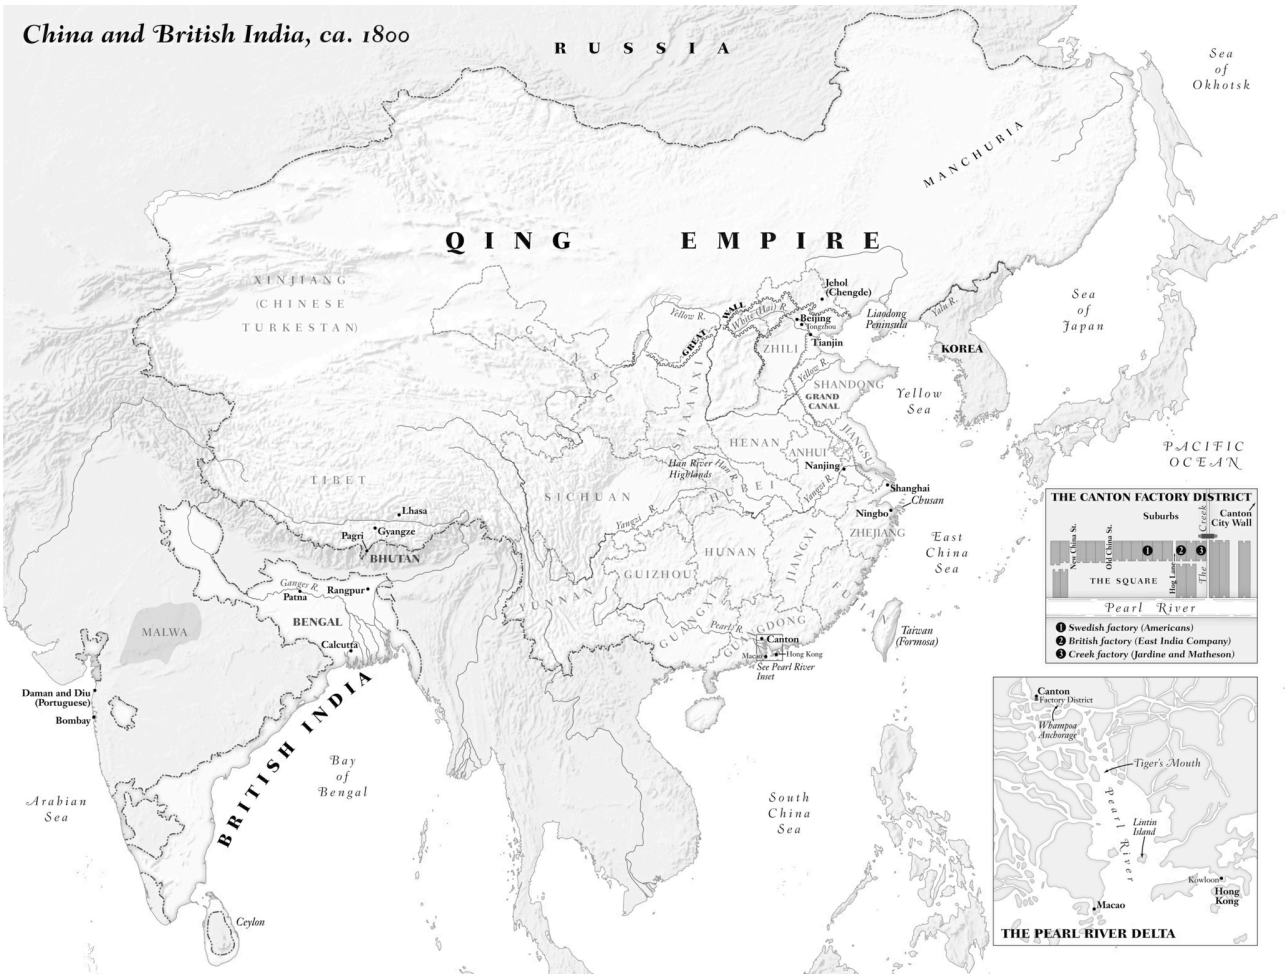 China and British India, ca. 1800
RUSSIA
Sea
of
Okhotsk
MANCHURIA
QING EMPIRE
XINJIANG
(CHINESE
TURKESTAN)
GANSU
Jehol
(Chengde)
Yellow R.
GREAT WALL
White (Hai) R.
Beijing
Tongzhou
Tianjin
Liaodong
Peninsula
Yalu R.
Sea
of
Japan
KOREA
ZHILI
Yellow R.
SHANDONG
GRAND
CANAL
Yellow
Sea
SHAANXI
HENAN
JIANGSU
ANHUI
Nanjing
Han River
Highlands
Han R.
HUBEI
Yangzi R.
Shanghai
Chusan
Ningbo
ZHEJIANG
East
China
Sea
PACIFIC
OCEAN
TIBET
SICHUAN
Yangzi R.
Lhasa
Gyangze
Pagri
BHUTAN
HUNAN
JIANGXI
GUIZHOU
FUJIAN
YUNNAN
GUANGXI
GUANGDONG
Pearl R.
Canton
Macao
Hong Kong
See Pearl River
Inset
Taiwan
(Formosa)
Ganges R.
Patna
Rangpur
BENGAL
MALWA
Calcutta
Daman and Diu
(Portuguese)
Bombay
BRITISH INDIA
Bay
of
Bengal
Arabian
Sea
South
China
Sea
Ceylon
THE CANTON FACTORY DISTRICT
Suburbs
Canton
City Wall
New China St.
Old China St.
Hog Lane
The Creek
1
2
3
THE SQUARE
Pearl River
1 Swedish factory (Americans)
2 British factory (East India Company)
3 Creek factory (Jardine and Matheson)
Canton
Factory District
Whampoa
Anchorage
Tiger's Mouth
Pearl River
Lintin
Island
Kowloon
Hong
Kong
Macao
THE PEARL RIVER DELTA